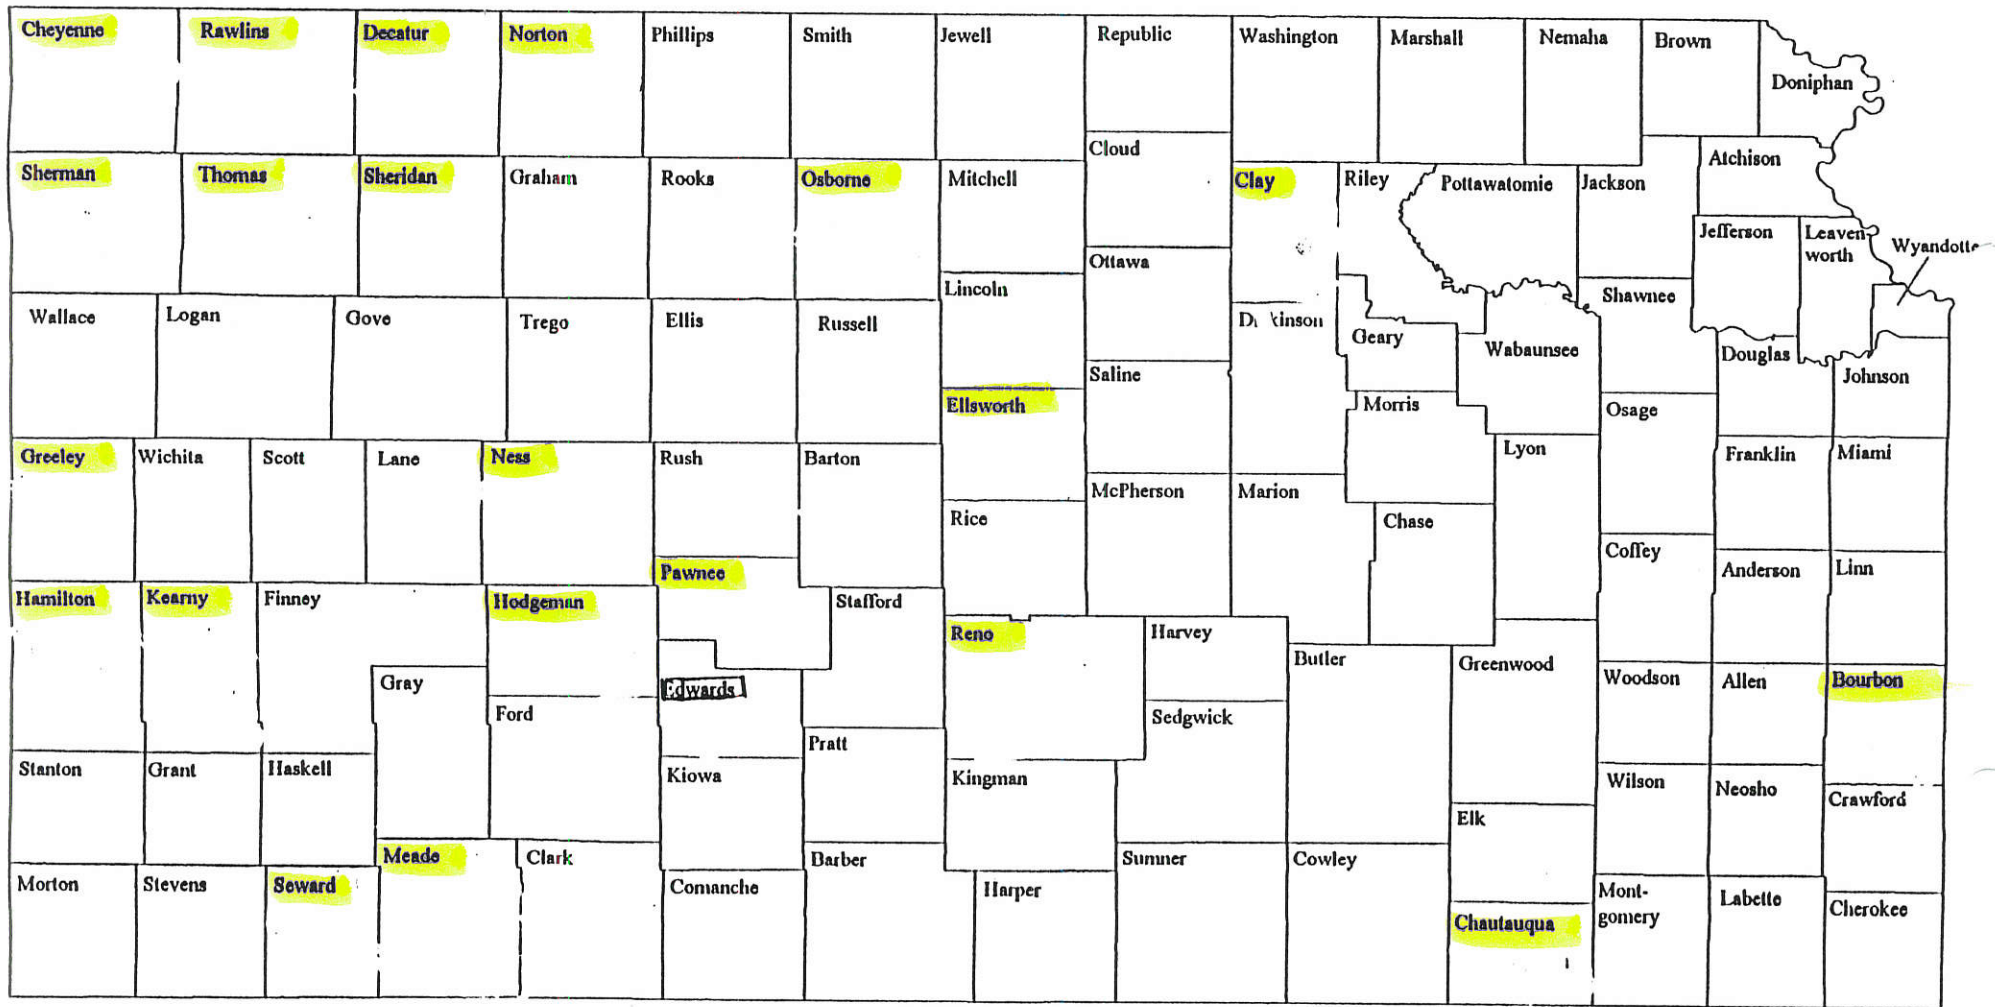 Cheyenne
Rawlins
Decatur
Norton
Phillips
Smith
Jewell
Republic
Washington
Marshall
Nemaha
Brown
Doniphan
Sherman
Thomas
Sheridan
Graham
Rooks
Osborne
Mitchell
Cloud
Clay
Riley
Pottawatomie
Jackson
Atchison
Jefferson
Leaven-
worth
Wyandotte
Ottawa
Lincoln
Wallace
Logan
Gove
Trego
Ellis
Russell
Shawnee
Geary
Wabaunsee
Douglas
Johnson
Saline
Ellsworth
Morris
Osage
Greeley
Wichita
Scott
Lane
Ness
Rush
Barton
Rice
McPherson
Marion
Chase
Lyon
Franklin
Miami
Pawnee
Coffey
Anderson
Linn
Hamilton
Kearny
Finney
Hodgeman
Stafford
Reno
Harvey
Butler
Greenwood
Woodson
Allen
Bourbon
Gray
Ford
Edwards
Sedgwick
Pratt
Stanton
Grant
Haskell
Kiowa
Kingman
Wilson
Neosho
Crawford
Elk
Meade
Clark
Barber
Sumner
Cowley
Morton
Stevens
Seward
Comanche
Harper
Chautauqua
Mont-
gomery
Labette
Cherokee